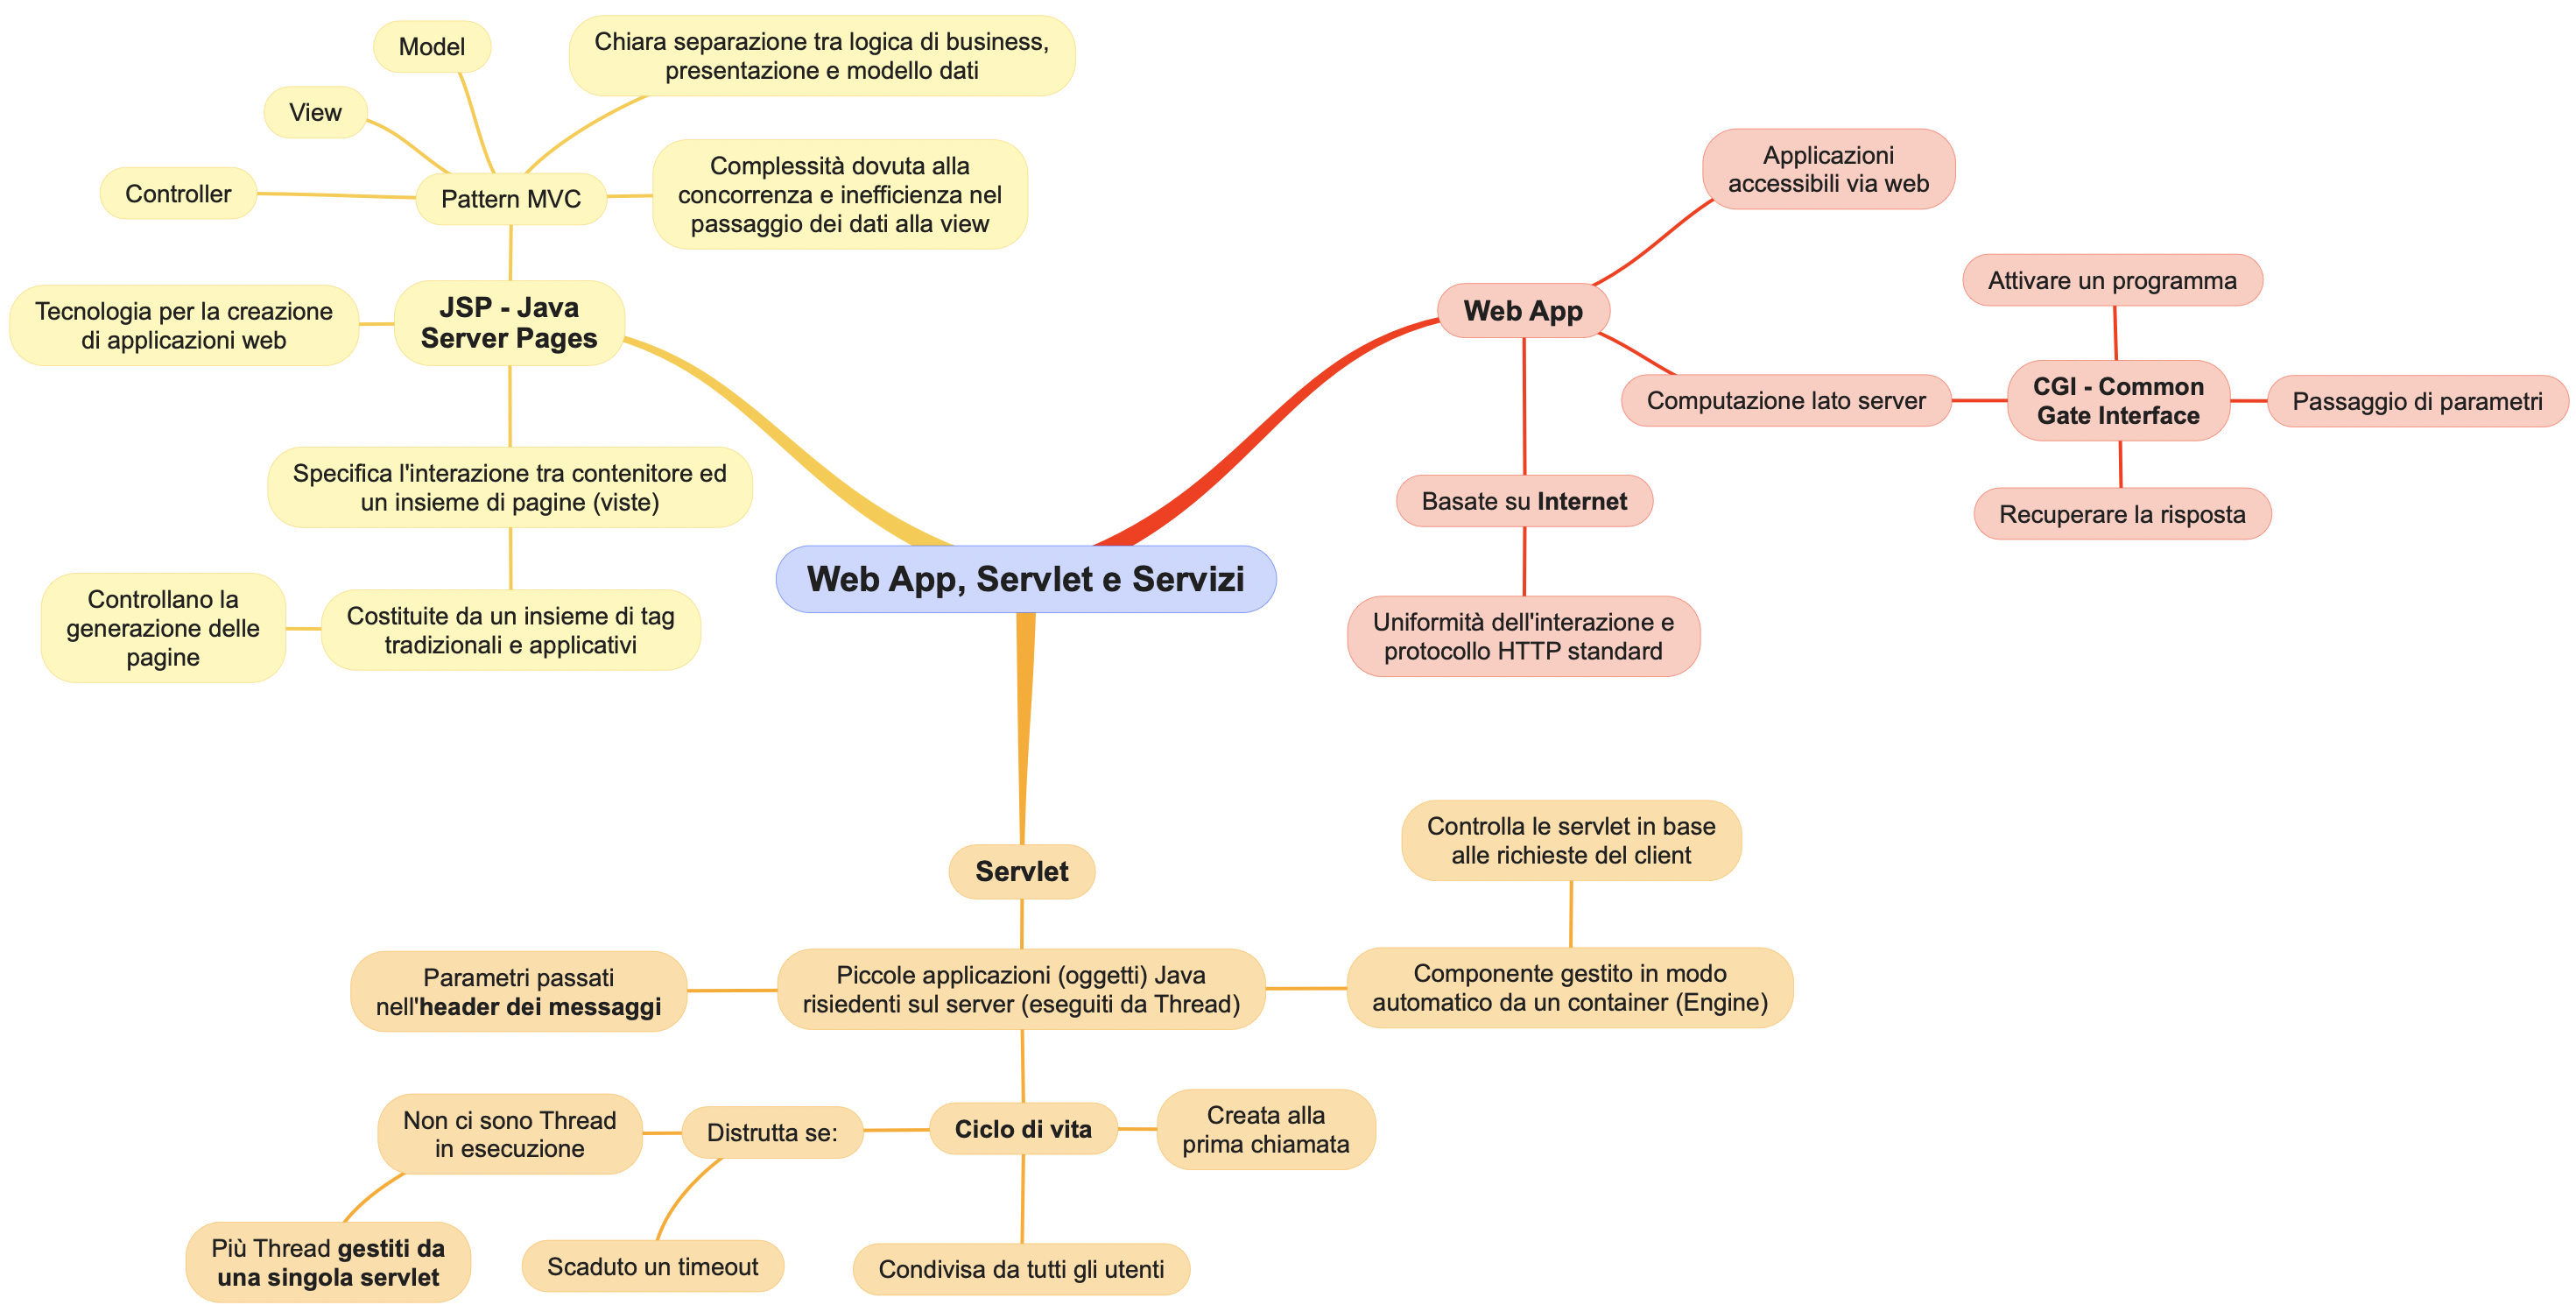 Model
Chiara separazione tra logica di business,
presentazione e modello dati
View
Complessità dovuta alla
concorrenza e inefficienza nel
passaggio dei dati alla view
Controller
Pattern MVC
Tecnologia per la creazione
di applicazioni web
JSP - Java
Server Pages
Specifica l'interazione tra contenitore ed
un insieme di pagine (viste)
Controllano la
generazione delle
pagine
Costituite da un insieme di tag
tradizionali e applicativi
Web App, Servlet e Servizi
Applicazioni
accessibili via web
Web App
Attivare un programma
Computazione lato server
CGI - Common
Gate Interface
Passaggio di parametri
Recuperare la risposta
Basate su Internet
Uniformità dell'interazione e
protocollo HTTP standard
Servlet
Controlla le servlet in base
alle richieste del client
Parametri passati
nell'header dei messaggi
Piccole applicazioni (oggetti) Java
risiedenti sul server (eseguiti da Thread)
Componente gestito in modo
automatico da un container (Engine)
Non ci sono Thread
in esecuzione
Distrutta se:
Ciclo di vita
Creata alla
prima chiamata
Più Thread gestiti da
una singola servlet
Scaduto un timeout
Condivisa da tutti gli utenti